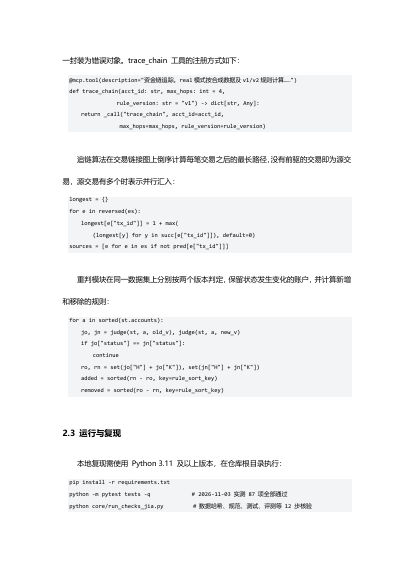 一封装为错误对象。trace_chain 工具的注册方式如下：
@mcp.tool(description="资金链追踪。real模式按合成数据及v1/v2规则计算……")
def trace_chain(acct_id: str, max_hops: int = 4,
rule_version: str = "v1") -> dict[str, Any]:
return _call("trace_chain", acct_id=acct_id,
max_hops=max_hops, rule_version=rule_version)
追链算法在交易链接图上倒序计算每笔交易之后的最长路径，没有前驱的交易即为源交
易，源交易有多个时表示并行汇入：
longest = {}
for e in reversed(es):
longest[e["tx_id"]] = 1 + max(
(longest[y] for y in succ[e["tx_id"]]), default=0)
sources = [e for e in es if not pred[e["tx_id"]]]
重判模块在同一数据集上分别按两个版本判定，保留状态发生变化的账户，并计算新增
和移除的规则：
for a in sorted(st.accounts):
jo, jn = judge(st, a, old_v), judge(st, a, new_v)
if jo["status"] == jn["status"]:
continue
ro, rn = set(jo["H"] + jo["K"]), set(jn["H"] + jn["K"])
added = sorted(rn - ro, key=rule_sort_key)
removed = sorted(ro - rn, key=rule_sort_key)
2.3 运行与复现
本地复现需使用 Python 3.11 及以上版本，在仓库根目录执行：
pip install -r requirements.txt
python -m pytest tests -q # 2026-11-03 实测 87 项全部通过
python core/run_checks_jia.py # 数据哈希、规范、测试、评测等 12 步核验